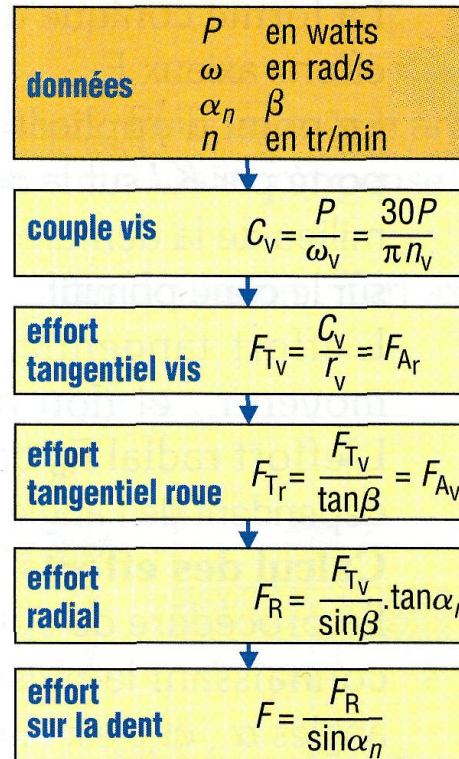 données
P en watts
ω en rad/s
αn β
n en tr/min
couple vis Cv = P/ωv = 30P/πnv
effort
tangentiel vis FTv = Cv/rv = FAr
effort
tangentiel roue FTr = FTv/tanβ = FAv
effort
radial FR = FTv/sinβ .tanαn
effort
sur la dent F = FR/sinαn